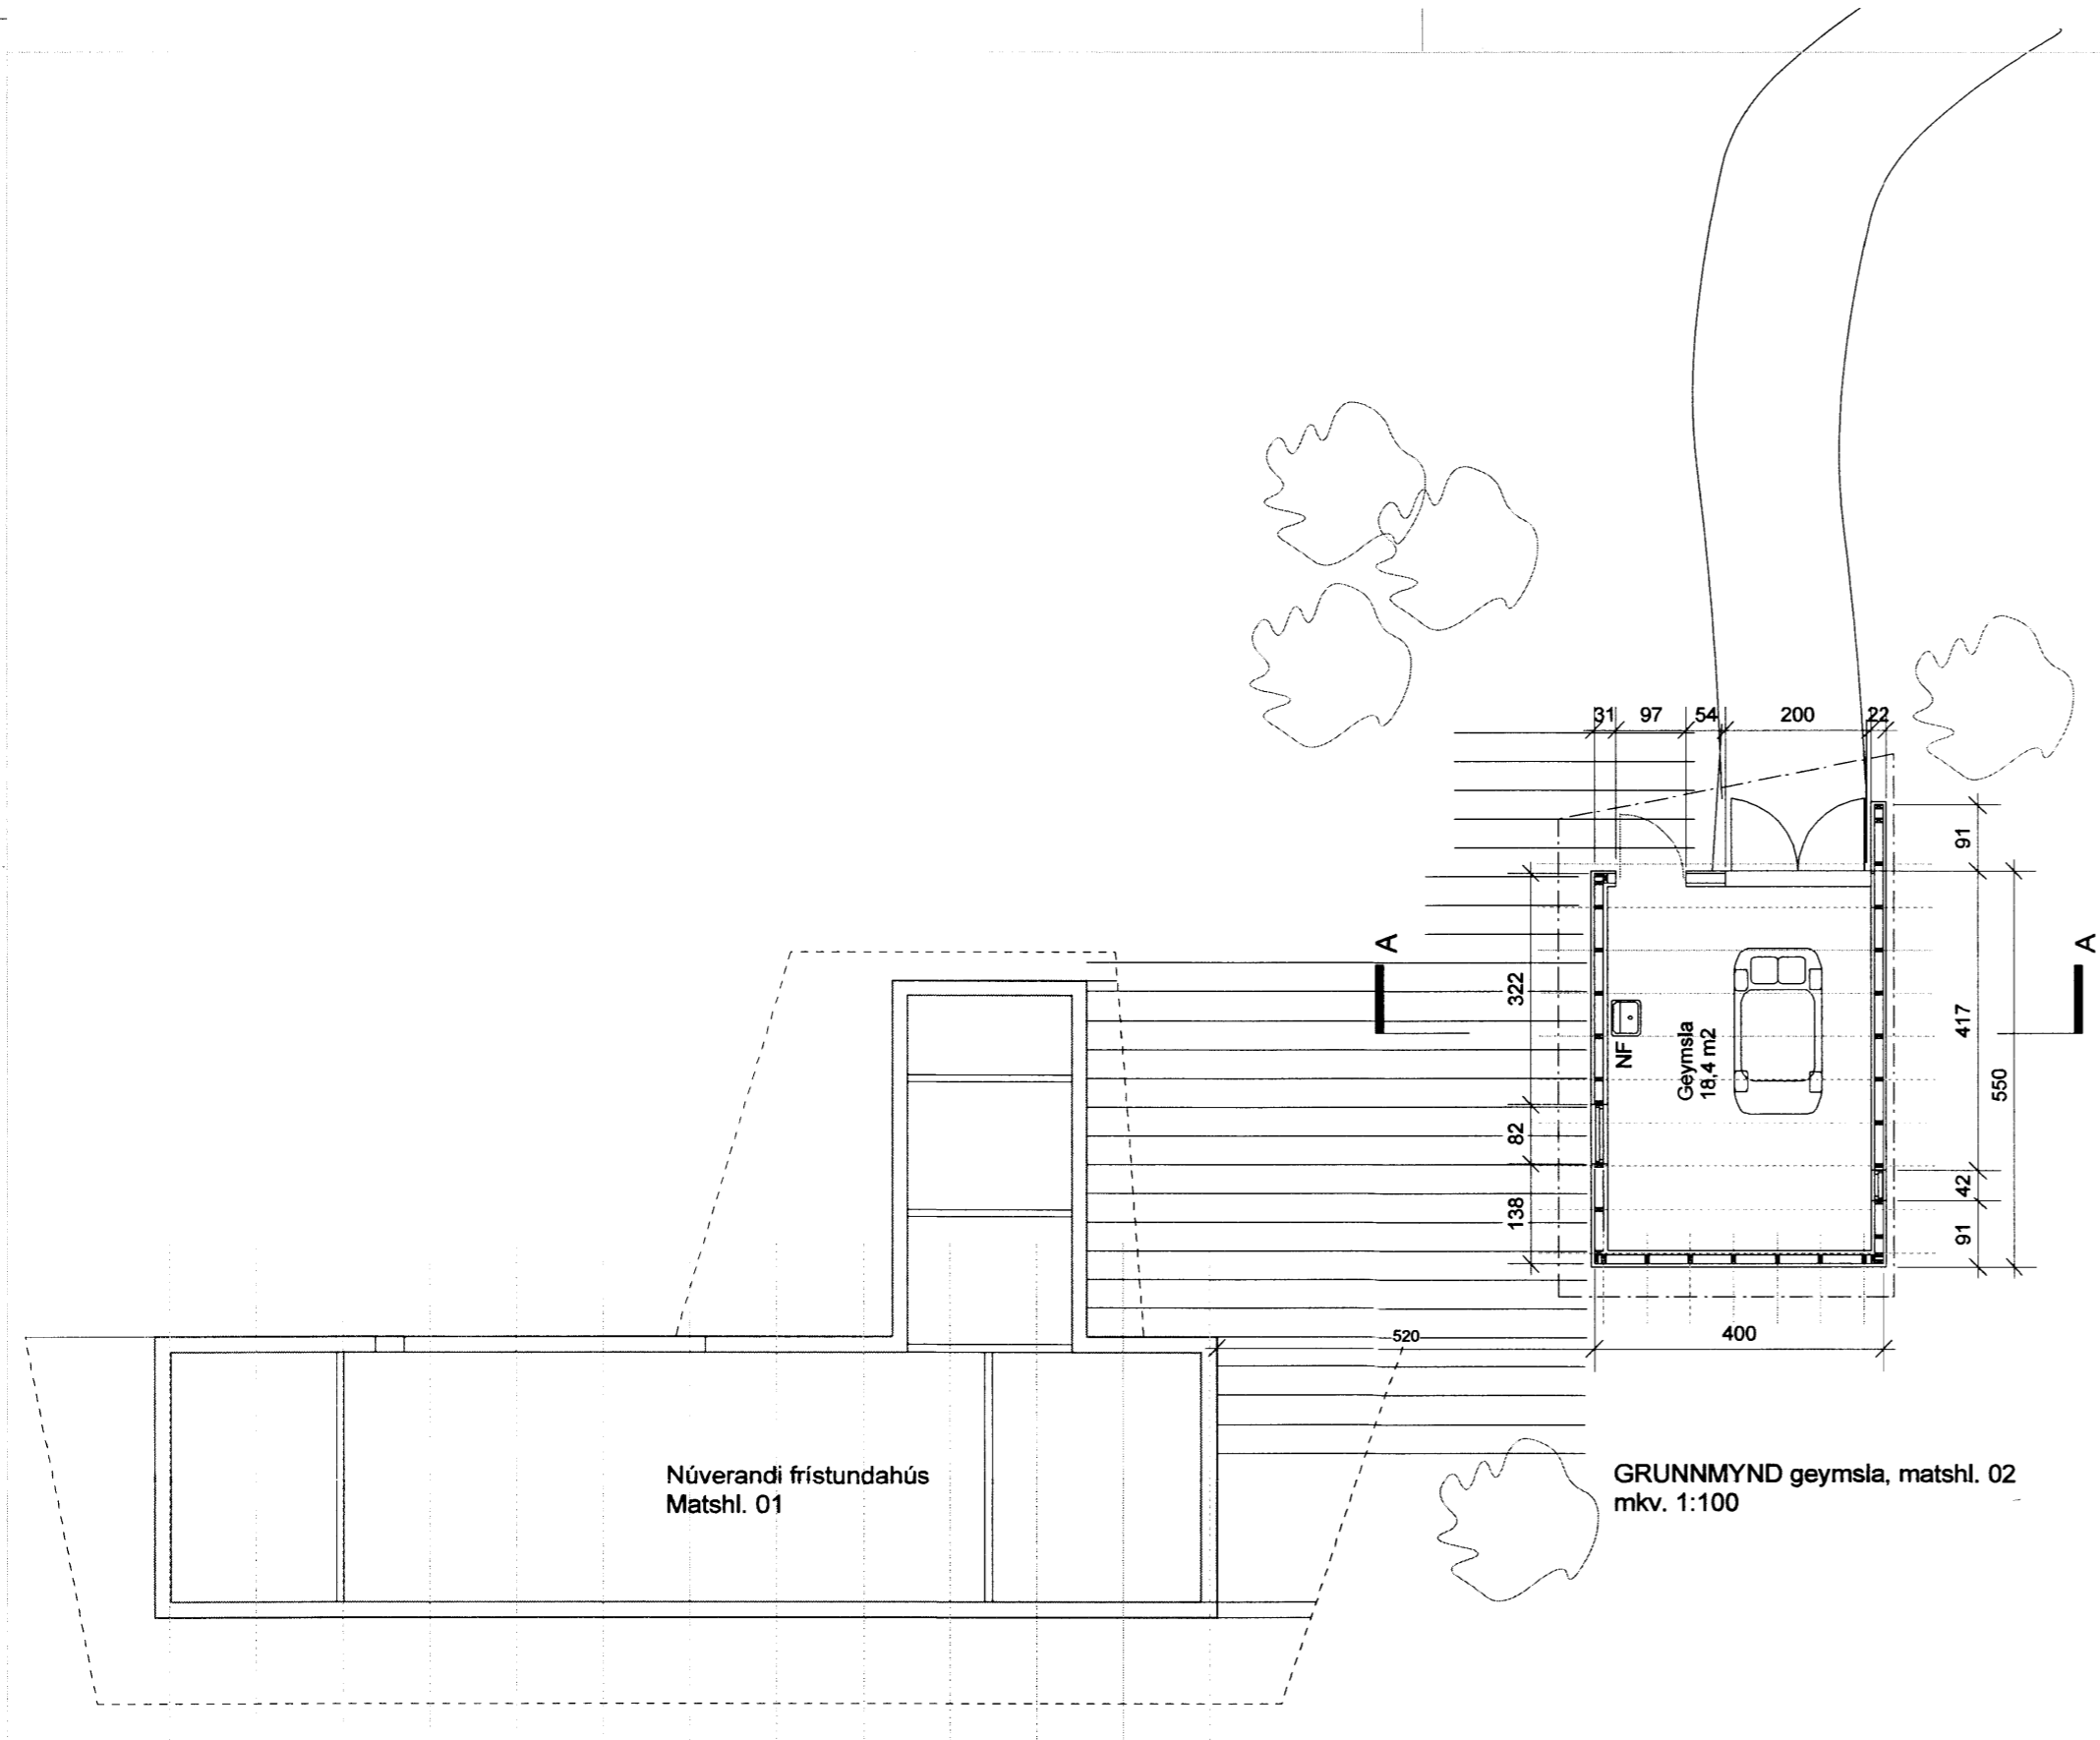 31 97 54 200 22
91
A
A
322
417
NF
Geymsla
18,4 m2
550
82
138
42
91
520
400
Núverandi frístundahús
Matshl. 01
GRUNNMYND geymsla, matshl. 02
mkv. 1:100